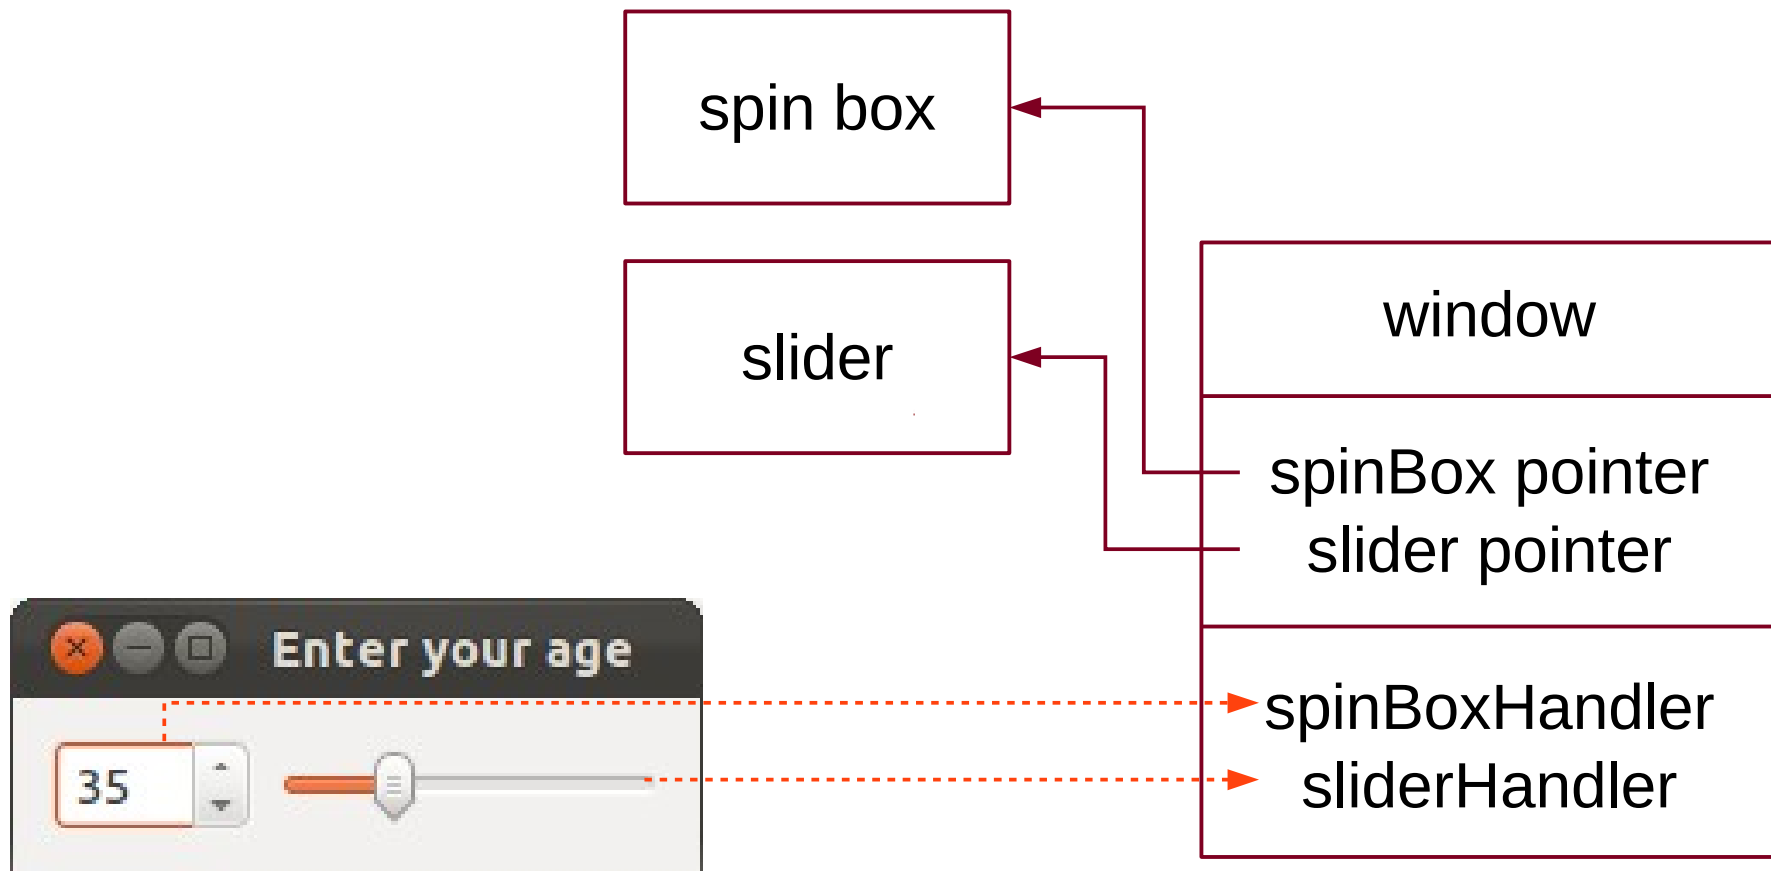 spin box
slider
window
spinBox pointer
slider pointer
spinBoxHandler
sliderHandler
Enter your age
35